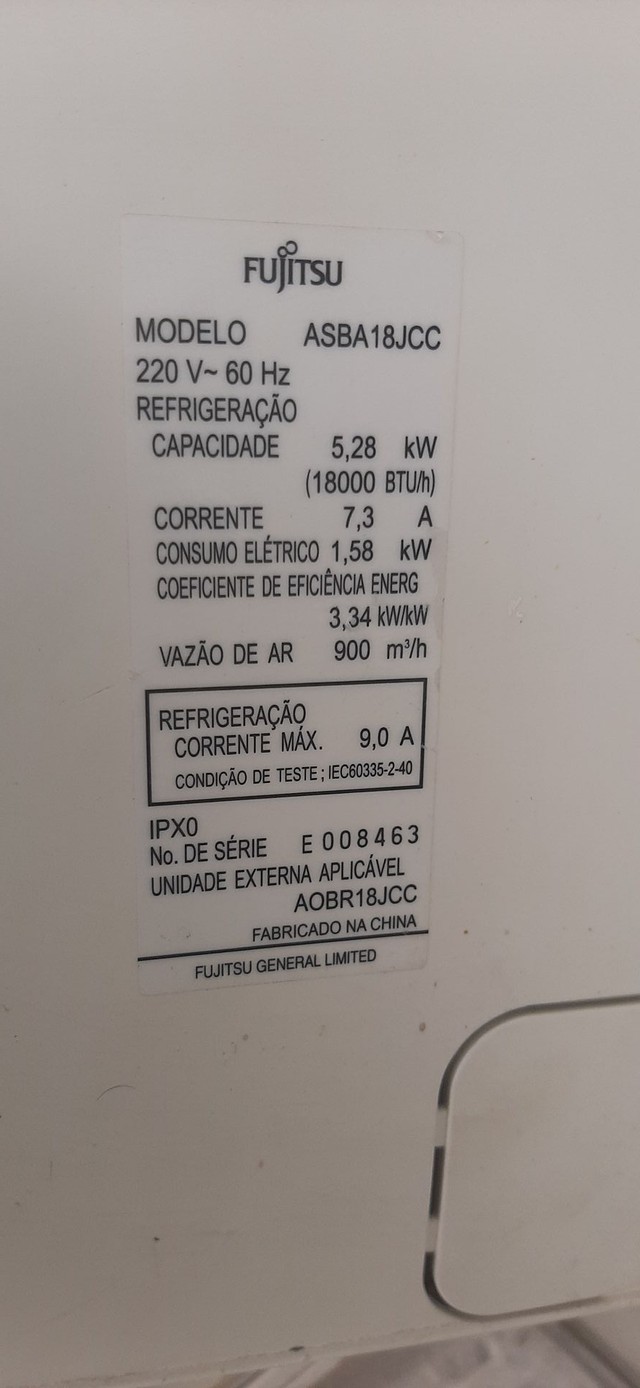 FUJITSU
MODELO ASBA18JCC
220 V~ 60 Hz
REFRIGERAÇÃO
CAPACIDADE 5,28 kW
(18000 BTU/h)
CORRENTE 7,3 A
CONSUMO ELÉTRICO 1,58 kW
COEFICIENTE DE EFICIÊNCIA ENERG
3,34 kW/kW
VAZÃO DE AR 900 m³/h
REFRIGERAÇÃO
CORRENTE MÁX. 9,0 A
CONDIÇÃO DE TESTE ; IEC60335-2-40
IPX0
No. DE SÉRIE E 008463
UNIDADE EXTERNA APLICÁVEL
AOBR18JCC
FABRICADO NA CHINA
FUJITSU GENERAL LIMITED